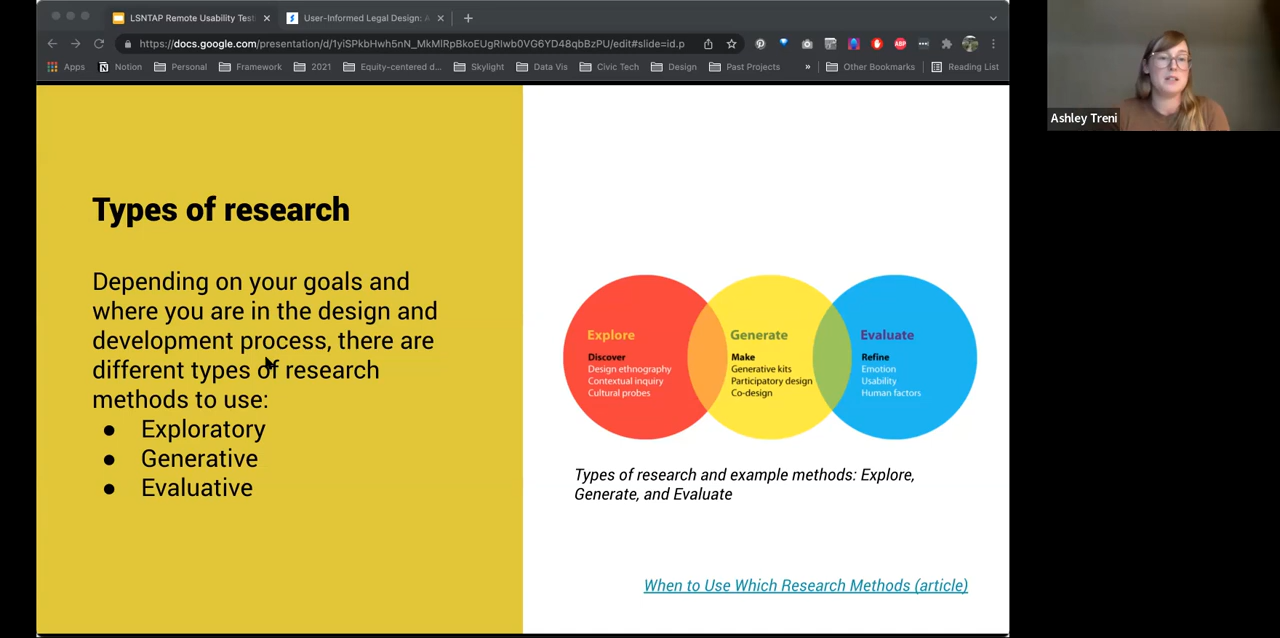 LSNTAP Remote Usability Test
User-Informed Legal Design: A
https://docs.google.com/presentation/d/1yiSPkbHwh5nN_MkMlRpBkoEUgRIwb0VG6YD48qbBzPU/edit#slide=id.p
Apps Notion Personal Framework 2021 Equity-centered d... Skylight Data Vis Civic Tech Design Past Projects » Other Bookmarks Reading List
ABP
Ashley Treni
Types of research
Depending on your goals and
where you are in the design and
development process, there are
different types of research
methods to use:
● Exploratory
● Generative
● Evaluative
Explore
Discover
Design ethnography
Contextual inquiry
Cultural probes
Generate
Make
Generative kits
Participatory design
Co-design
Evaluate
Refine
Emotion
Usability
Human factors
Types of research and example methods: Explore,
Generate, and Evaluate
When to Use Which Research Methods (article)